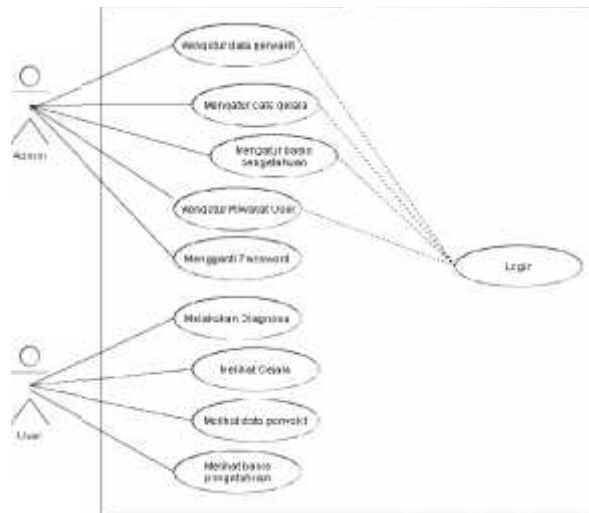 Mengatur data penyakit
Mengatur data gejala
Admin
Mengatur basis
pengetahuan
Mengatur Riwayat User
Mengganti Password
Login
Melakukan Diagnosa
Melihat Gejala
Melihat data penyakit
User
Melihat basis
pengetahuan